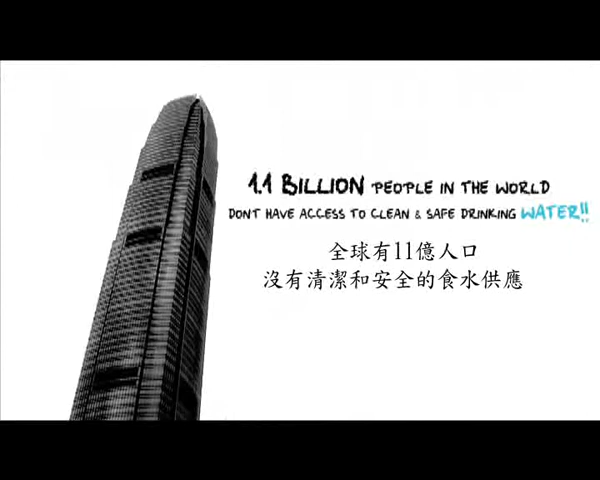 1.1 BILLION PEOPLE IN THE WORLD
DONT HAVE ACCESS TO CLEAN & SAFE DRINKING WATER!!
全球有11億人口
沒有清潔和安全的食水供應